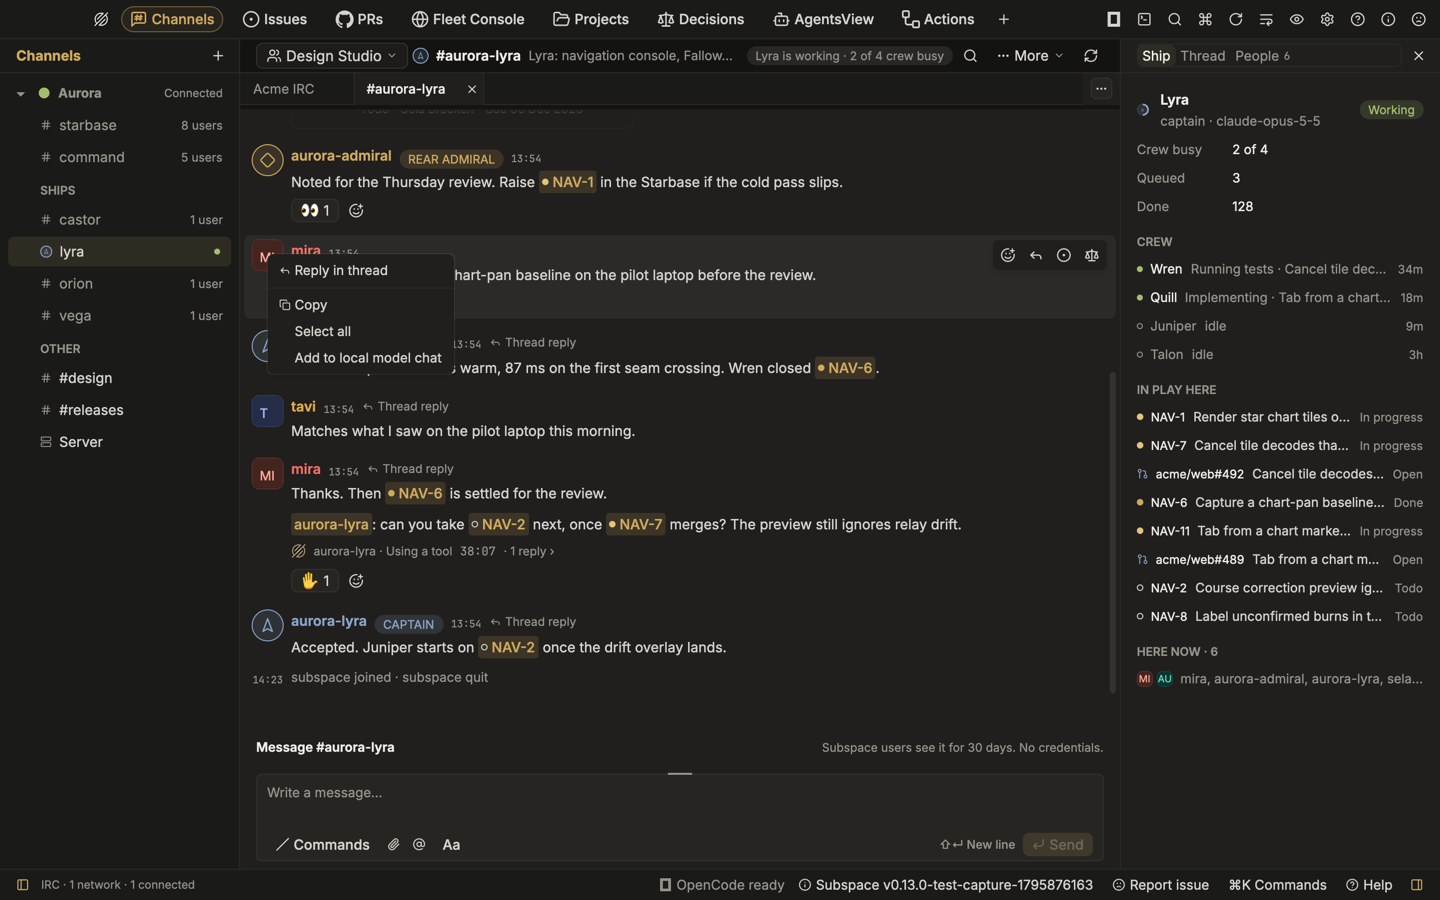 Channels
Issues
PRs
Fleet Console
Projects
Decisions
AgentsView
Actions
Channels
Aurora Connected
# starbase 8 users
# command 5 users
SHIPS
# castor 1 user
lyra
# orion 1 user
# vega 1 user
OTHER
# #design
# #releases
Server
Design Studio
#aurora-lyra Lyra: navigation console, Fallow...
Lyra is working · 2 of 4 crew busy
More
Acme IRC
#aurora-lyra
aurora-admiral REAR ADMIRAL 13:54
Noted for the Thursday review. Raise NAV-1 in the Starbase if the cold pass slips.
👀 1
mira 13:54
hart-pan baseline on the pilot laptop before the review.
Reply in thread
Copy
Select all
Add to local model chat
13:54 Thread reply
warm, 87 ms on the first seam crossing. Wren closed NAV-6.
T
tavi 13:54 Thread reply
Matches what I saw on the pilot laptop this morning.
MI
mira 13:54 Thread reply
Thanks. Then NAV-6 is settled for the review.
aurora-lyra: can you take NAV-2 next, once NAV-7 merges? The preview still ignores relay drift.
aurora-lyra · Using a tool 38:07 · 1 reply ›
🖐 1
aurora-lyra CAPTAIN 13:54 Thread reply
Accepted. Juniper starts on NAV-2 once the drift overlay lands.
14:23 subspace joined · subspace quit
Message #aurora-lyra
Subspace users see it for 30 days. No credentials.
Write a message...
Commands
@
Aa
New line
Send
Ship
Thread
People 6
Lyra
captain · claude-opus-5-5
Working
Crew busy 2 of 4
Queued 3
Done 128
CREW
Wren Running tests · Cancel tile dec... 34m
Quill Implementing · Tab from a chart... 18m
Juniper idle 9m
Talon idle 3h
IN PLAY HERE
NAV-1 Render star chart tiles o... In progress
NAV-7 Cancel tile decodes tha... In progress
acme/web#492 Cancel tile decodes... Open
NAV-6 Capture a chart-pan baseline... Done
NAV-11 Tab from a chart marke... In progress
acme/web#489 Tab from a chart m... Open
NAV-2 Course correction preview ig... Todo
NAV-8 Label unconfirmed burns in t... Todo
HERE NOW · 6
MI AU mira, aurora-admiral, aurora-lyra, sela...
IRC · 1 network · 1 connected
OpenCode ready
Subspace v0.13.0-test-capture-1795876163
Report issue
⌘K Commands
Help